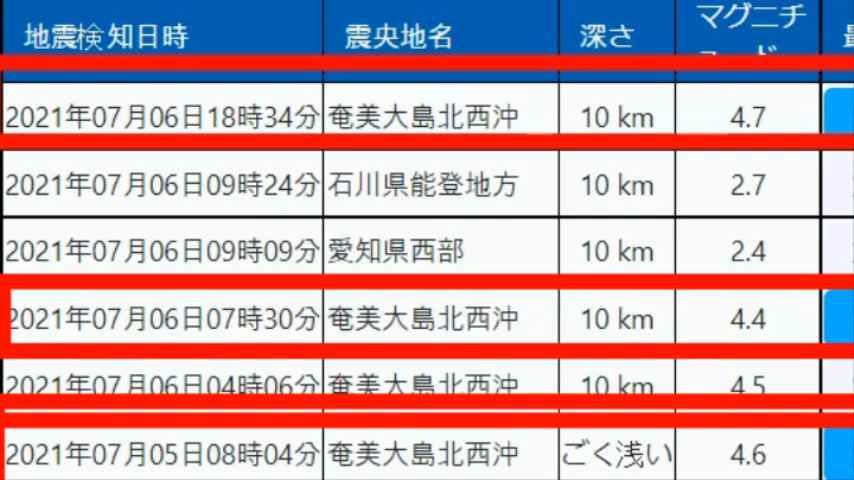 地震検知日時 震央地名 深さ マグニチュード
2021年07月06日18時34分 奄美大島北西沖 10 km 4.7
2021年07月06日09時24分 石川県能登地方 10 km 2.7
2021年07月06日09時09分 愛知県西部 10 km 2.4
2021年07月06日07時30分 奄美大島北西沖 10 km 4.4
2021年07月06日04時06分 奄美大島北西沖 10 km 4.5
2021年07月05日08時04分 奄美大島北西沖 ごく浅い 4.6